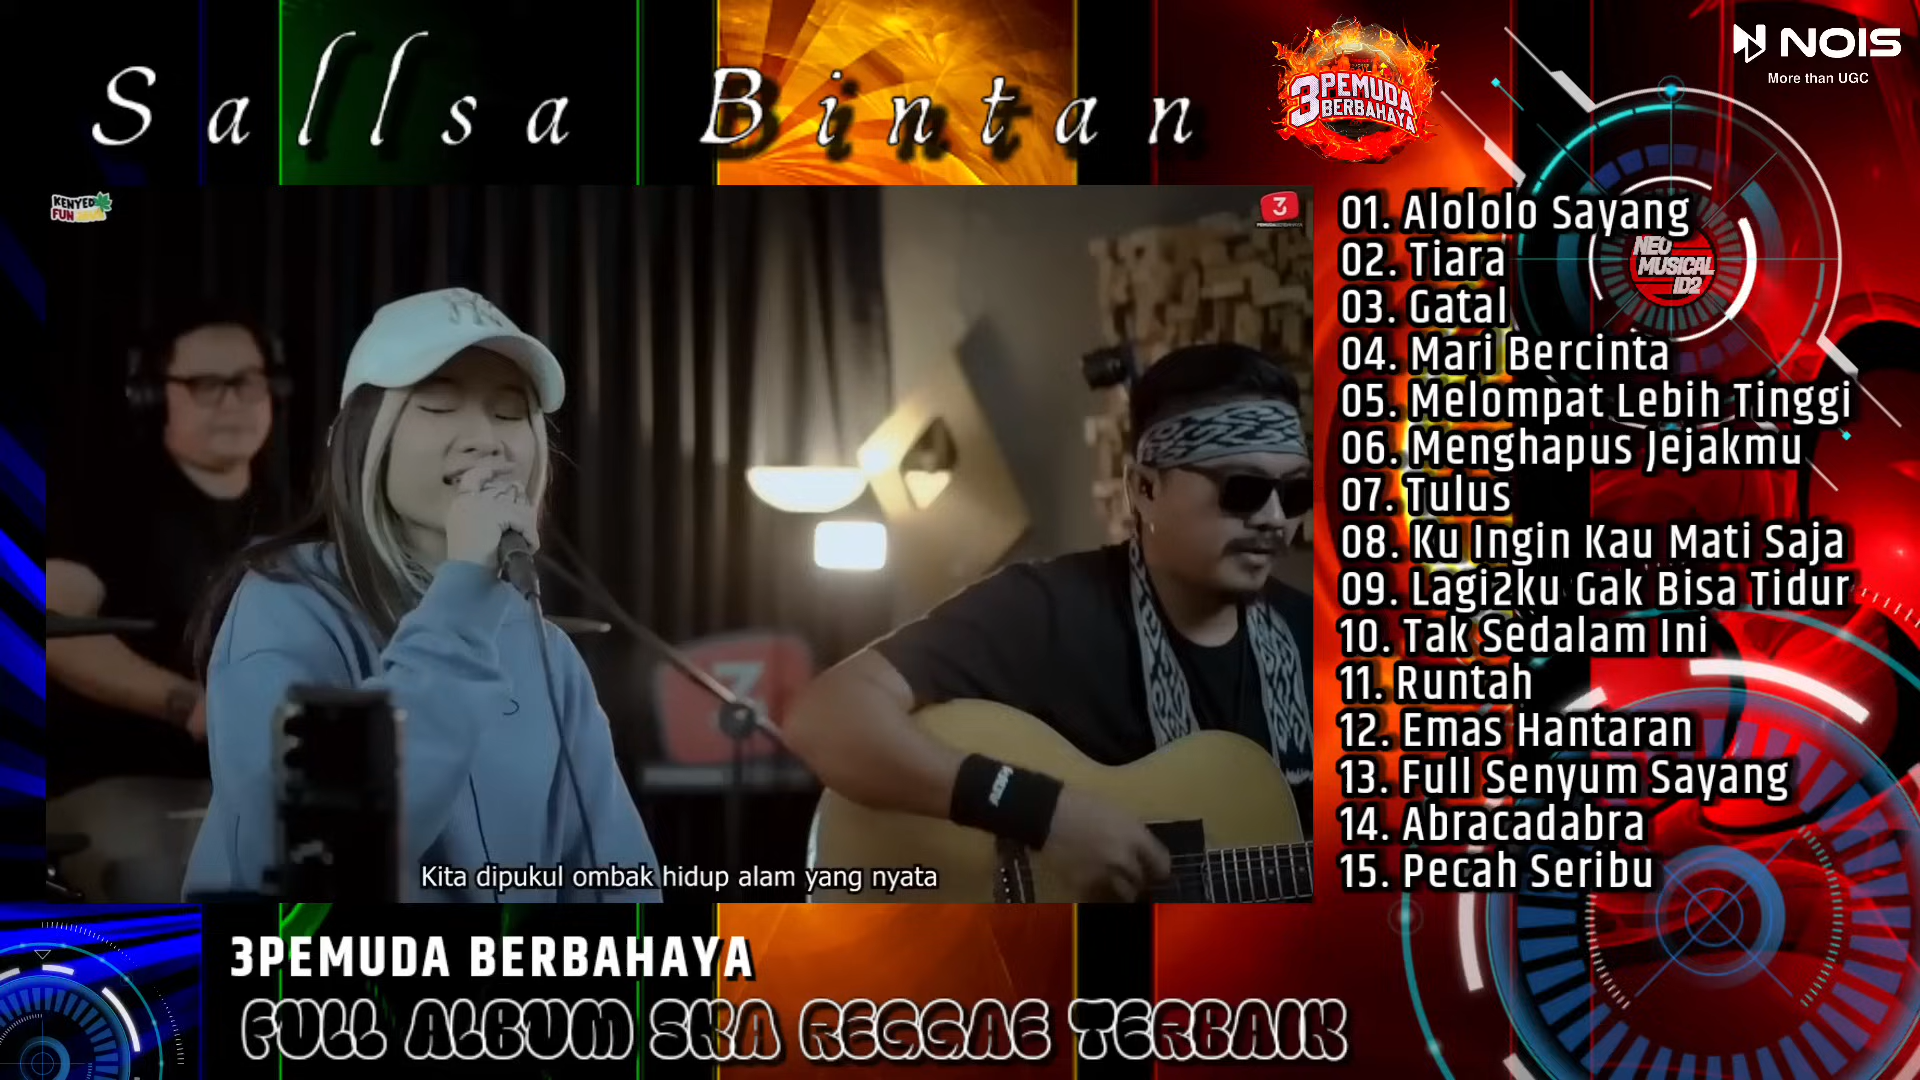 Sallsa Bintan
3PEMUDA
BERBAHAYA
NOIS
More than UGC
KENYED
FUN
3
01. Alololo Sayang
02. Tiara
03. Gatal
04. Mari Bercinta
05. Melompat Lebih Tinggi
06. Menghapus Jejakmu
07. Tulus
08. Ku Ingin Kau Mati Saja
09. Lagi2ku Gak Bisa Tidur
10. Tak Sedalam Ini
11. Runtah
12. Emas Hantaran
13. Full Senyum Sayang
14. Abracadabra
15. Pecah Seribu
NEO
MUSICAL
ID2
3
Kita dipukul ombak hidup alam yang nyata
3PEMUDA BERBAHAYA
FULL ALBUM SKA REGGAE TERBAIK